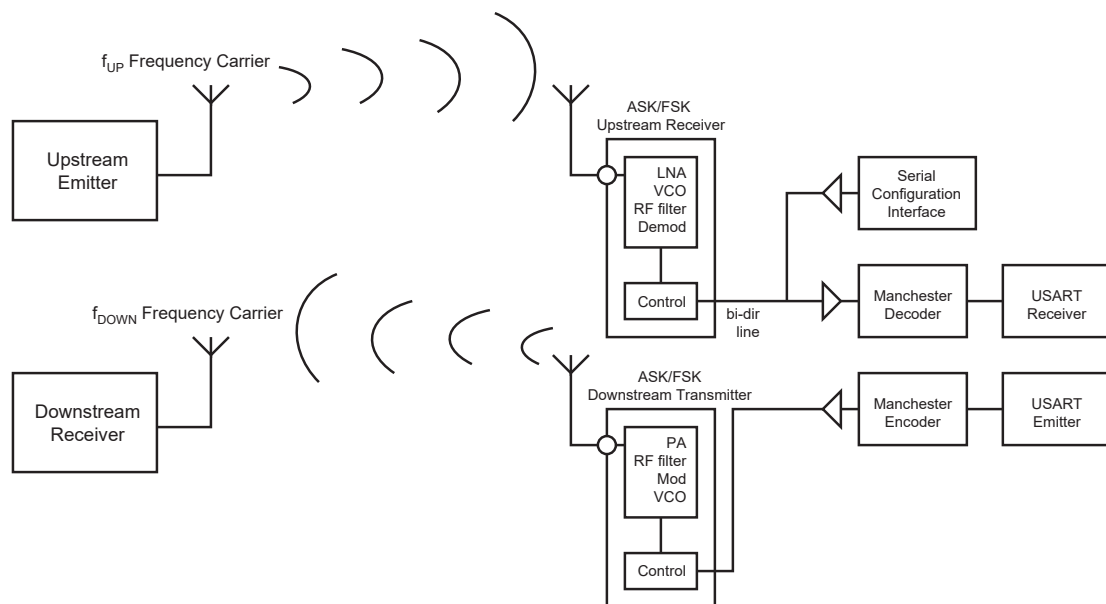 f_UP Frequency Carrier
Upstream
Emitter
ASK/FSK
Upstream Receiver
LNA
VCO
RF filter
Demod
Control
bi-dir
line
Serial
Configuration
Interface
Manchester
Decoder
USART
Receiver
f_DOWN Frequency Carrier
Downstream
Receiver
ASK/FSK
Downstream Transmitter
PA
RF filter
Mod
VCO
Control
Manchester
Encoder
USART
Emitter